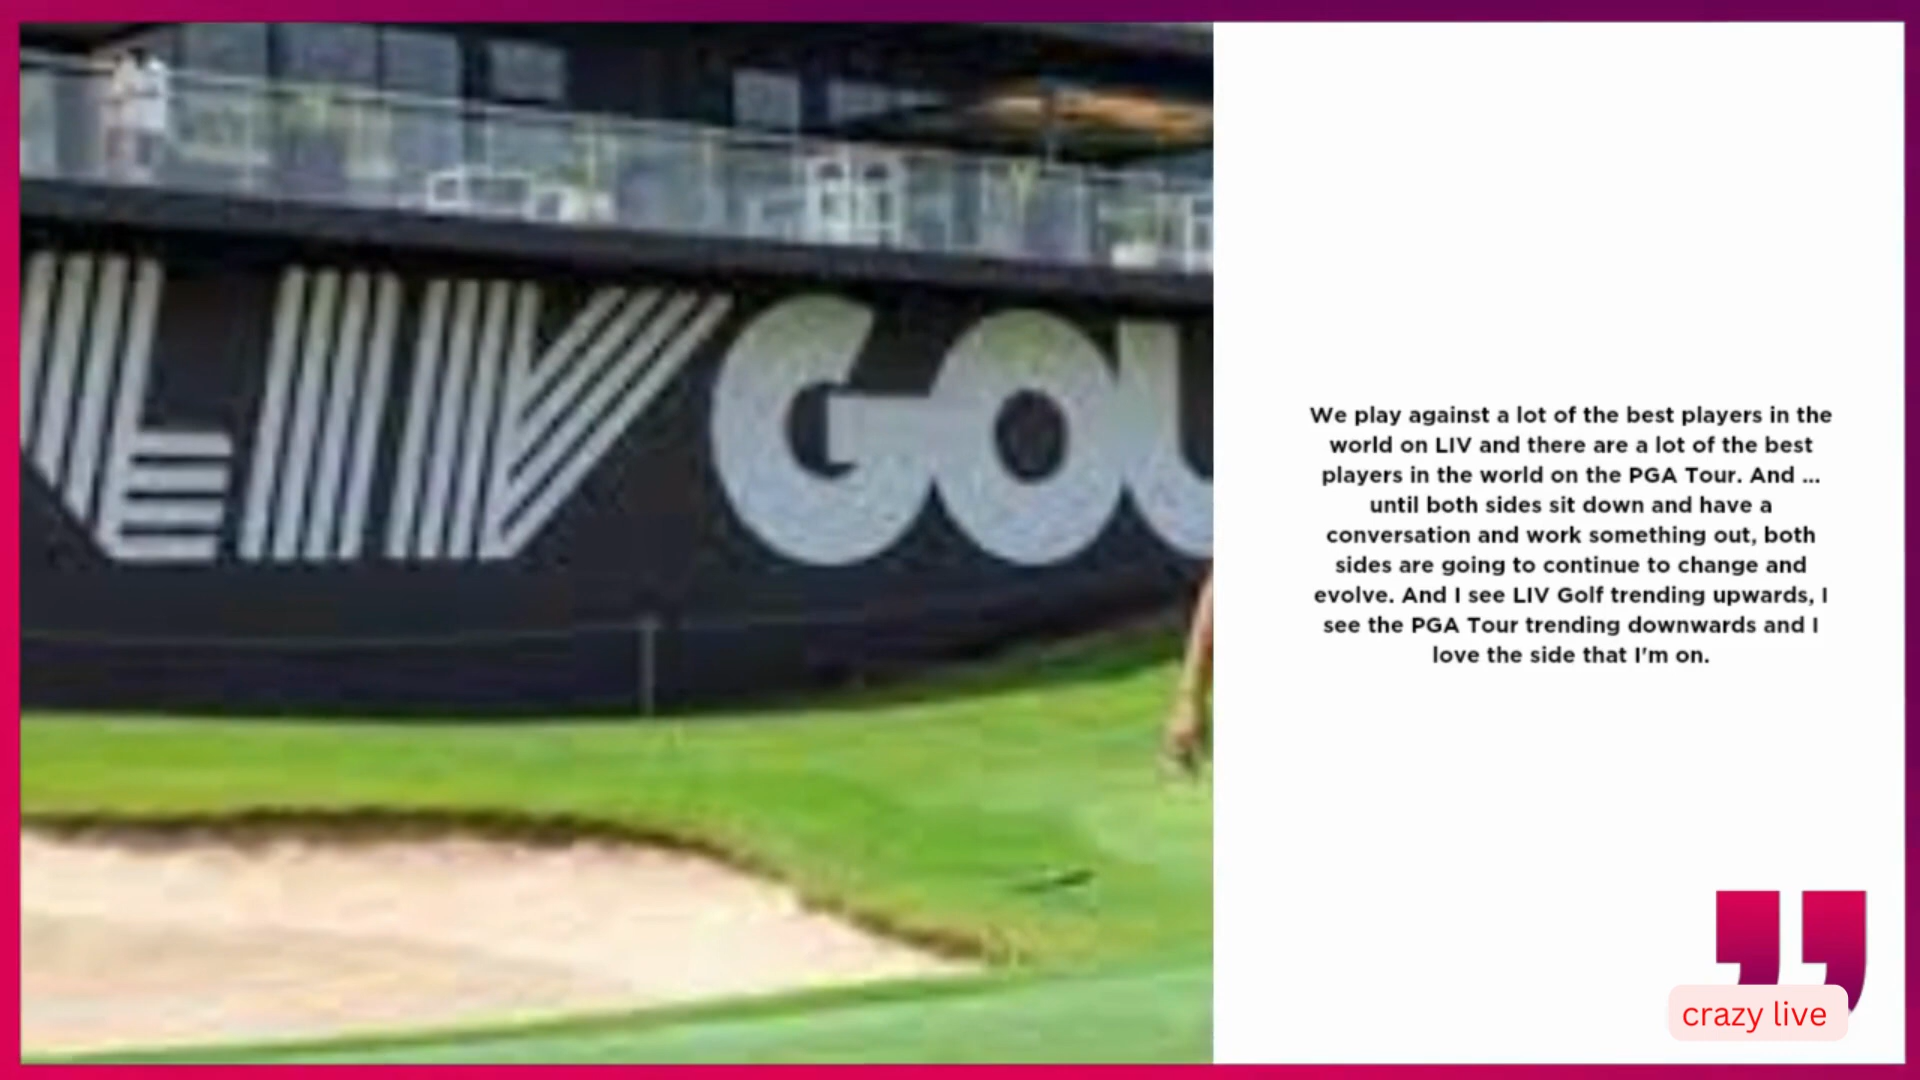 LIV GOL
We play against a lot of the best players in the
world on LIV and there are a lot of the best
players in the world on the PGA Tour. And ...
until both sides sit down and have a
conversation and work something out, both
sides are going to continue to change and
evolve. And I see LIV Golf trending upwards, I
see the PGA Tour trending downwards and I
love the side that I'm on.
crazy live